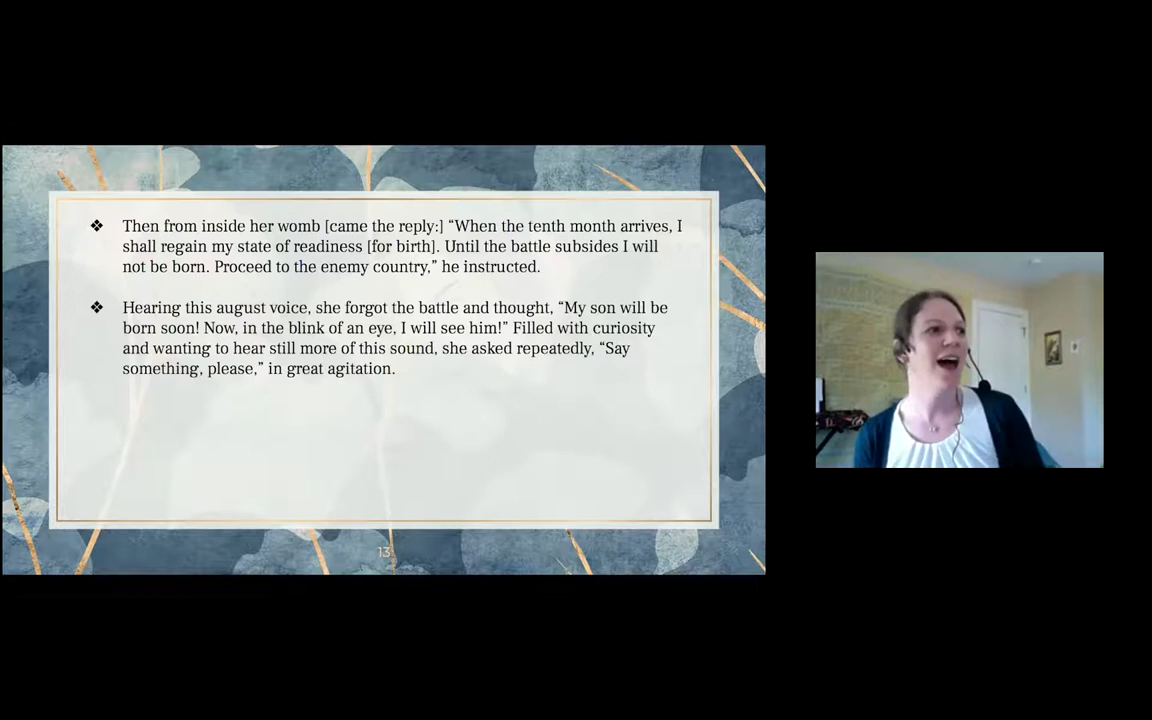 ❖ Then from inside her womb [came the reply:] “When the tenth month arrives, I
shall regain my state of readiness [for birth]. Until the battle subsides I will
not be born. Proceed to the enemy country,” he instructed.
❖ Hearing this august voice, she forgot the battle and thought, “My son will be
born soon! Now, in the blink of an eye, I will see him!” Filled with curiosity
and wanting to hear still more of this sound, she asked repeatedly, “Say
something, please,” in great agitation.
13